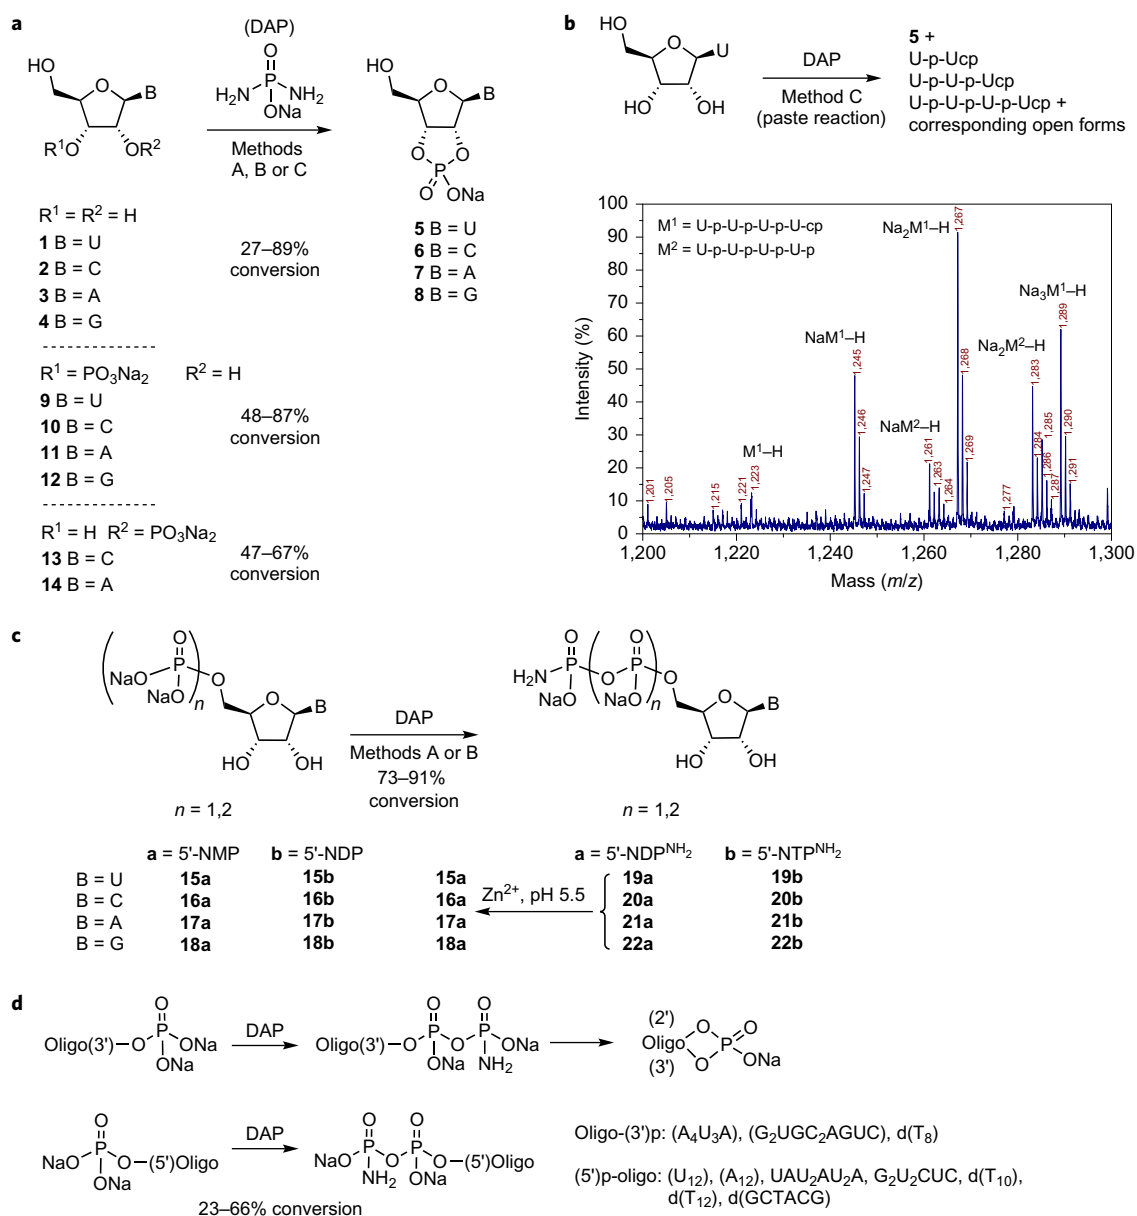 a
(DAP)
O
P
H2N
NH2
ONa
HO
O
B
R1O
OR2
Methods
A, B or C
HO
O
B
O
O
P
O
ONa
R1 = R2 = H
1 B = U
2 B = C
3 B = A
4 B = G
27–89%
conversion
5 B = U
6 B = C
7 B = A
8 B = G
R1 = PO3Na2 R2 = H
9 B = U
10 B = C
11 B = A
12 B = G
48–87%
conversion
R1 = H R2 = PO3Na2
13 B = C
14 B = A
47–67%
conversion
b
HO
O
U
HO
OH
DAP
Method C
(paste reaction)
5 +
U-p-Ucp
U-p-U-p-Ucp
U-p-U-p-U-p-Ucp +
corresponding open forms
M1 = U-p-U-p-U-p-U-cp
M2 = U-p-U-p-U-p-U-p
Intensity (%)
100
90
80
70
60
50
40
30
20
10
0
1,200
1,220
1,240
1,260
1,280
1,300
Mass (m/z)
M1–H
NaM1–H
NaM2–H
Na2M1–H
Na2M2–H
Na3M1–H
1,201
1,205
1,215
1,221
1,223
1,245
1,246
1,247
1,261
1,263
1,264
1,267
1,268
1,269
1,277
1,283
1,284
1,285
1,286
1,287
1,289
1,290
1,291
c
O
NaO
P
NaO
n
O
O
B
HO
OH
n = 1,2
DAP
Methods A or B
73–91%
conversion
O
H2N
P
NaO
O
O
P
NaO
n
O
O
B
HO
OH
n = 1,2
a = 5'-NMP b = 5'-NDP a = 5'-NDPNH2 b = 5'-NTPNH2
B = U 15a 15b 15a 19a 19b
B = C 16a 16b 16a 20a 20b
B = A 17a 17b 17a 21a 21b
B = G 18a 18b 18a 22a 22b
Zn2+, pH 5.5
d
O
Oligo(3')–O
P
ONa
ONa
DAP
O
O
Oligo(3')–O
P
O
P
ONa
ONa
NH2
(2')
Oligo
(3')
O
O
P
O
ONa
O
NaO
P
O–(5')Oligo
ONa
DAP
O
O
NaO
P
O
P
O–(5')Oligo
NH2
ONa
23–66% conversion
Oligo-(3')p: (A4U3A), (G2UGC2AGUC), d(T8)
(5')p-oligo: (U12), (A12), UAU2AU2A, G2U2CUC, d(T10),
d(T12), d(GCTACG)